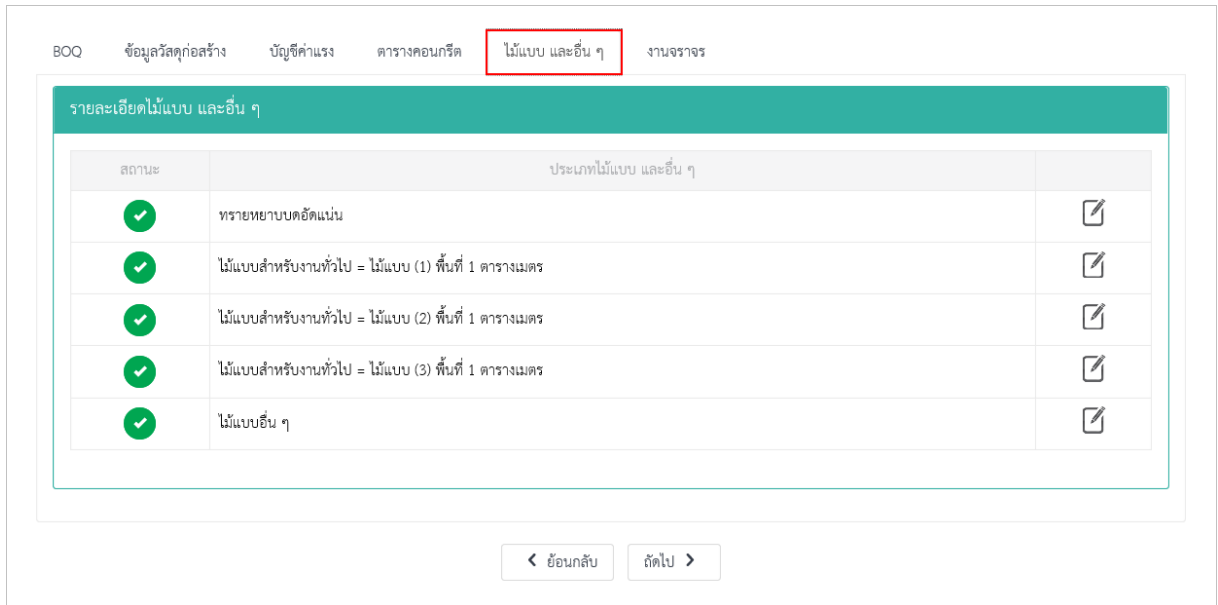 BOQ ข้อมูลวัสดุก่อสร้าง บัญชีค่าแรง ตารางคอนกรีต ไม้แบบ และอื่น ๆ งานจราจร
รายละเอียดไม้แบบ และอื่น ๆ
สถานะ ประเภทไม้แบบ และอื่น ๆ
ทรายหยาบบดอัดแน่น
ไม้แบบสำหรับงานทั่วไป = ไม้แบบ (1) พื้นที่ 1 ตารางเมตร
ไม้แบบสำหรับงานทั่วไป = ไม้แบบ (2) พื้นที่ 1 ตารางเมตร
ไม้แบบสำหรับงานทั่วไป = ไม้แบบ (3) พื้นที่ 1 ตารางเมตร
ไม้แบบอื่น ๆ
ย้อนกลับ ถัดไป